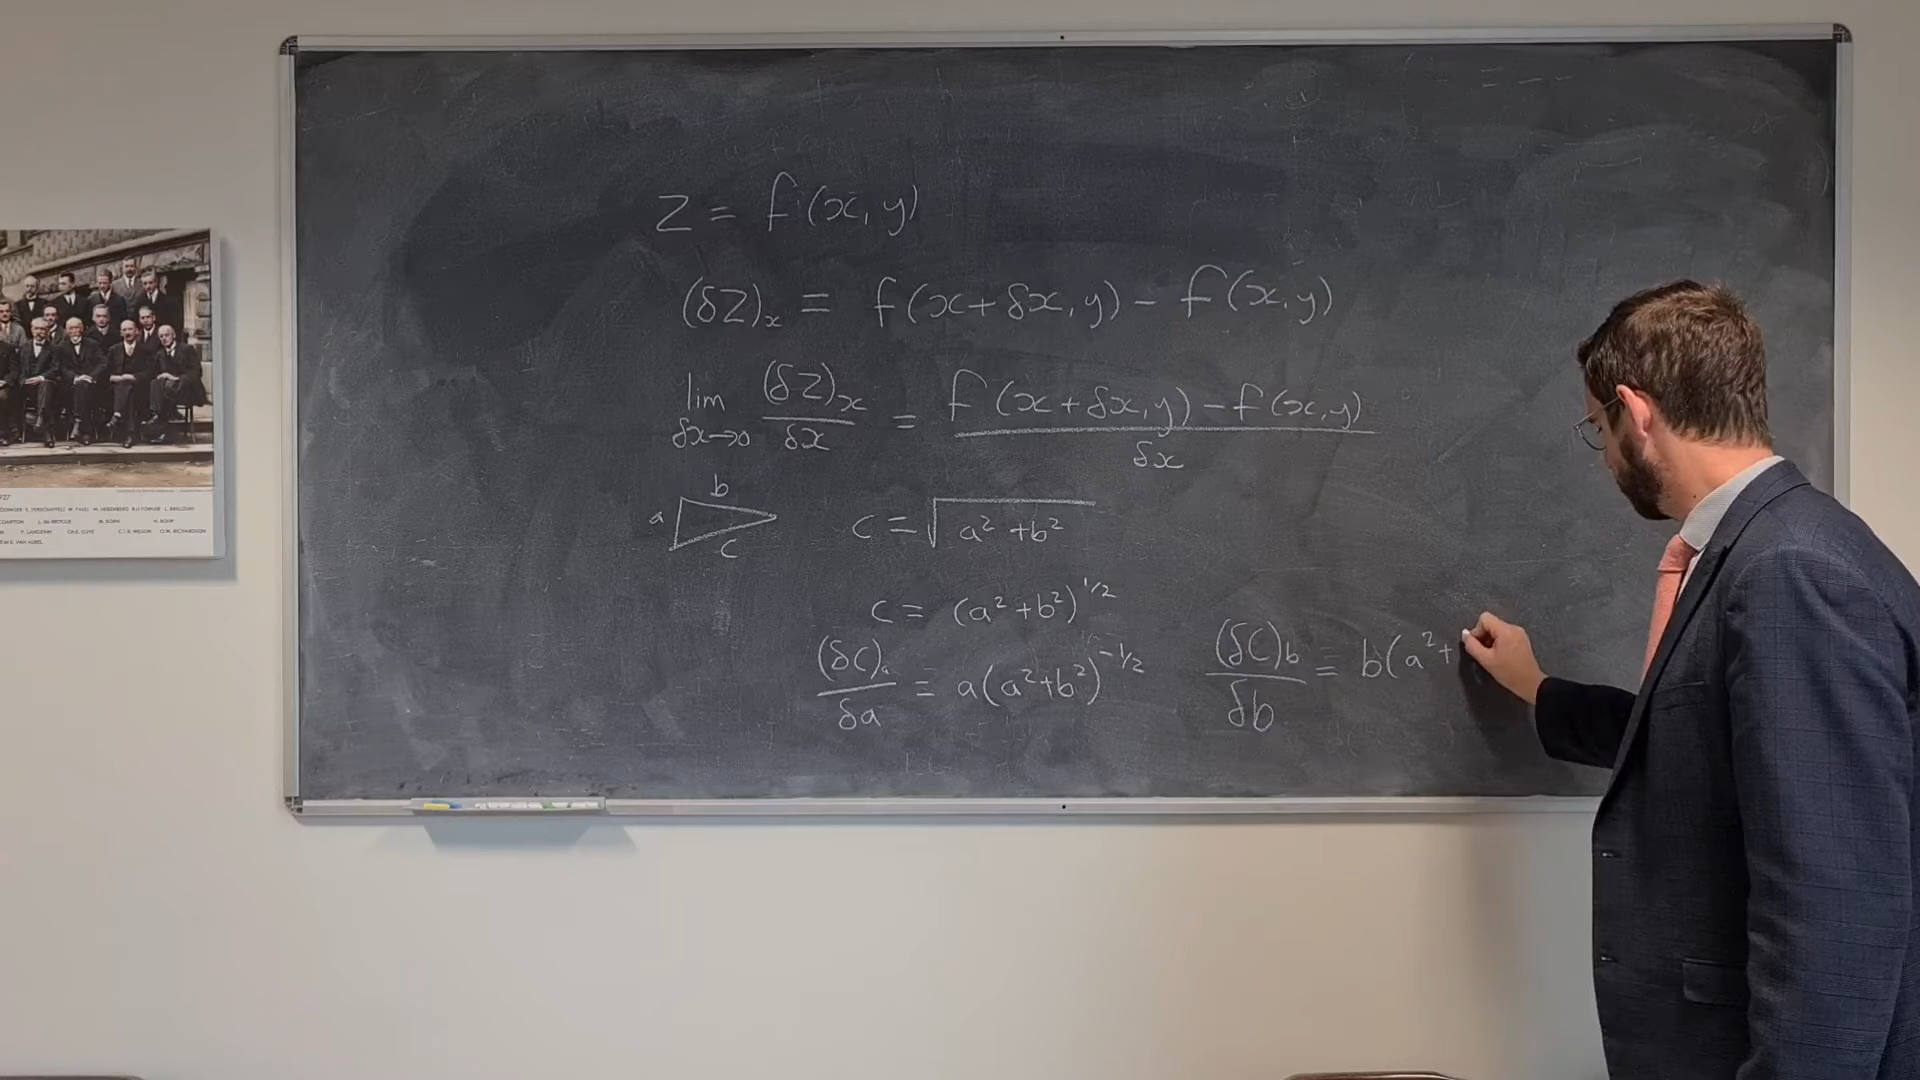 Z = f(x, y)
(δZ)ₓ = f(x+δx, y) – f(x, y)
lim δx→0 (δZ)ₓ / δx = f(x+δx, y) – f(x, y) / δx
b
a
c
c = √(a² + b²)
c = (a² + b²)^1/2
(δC)ₐ / δa = a(a²+b²)^-1/2
(δC)b / δb = b(a²+